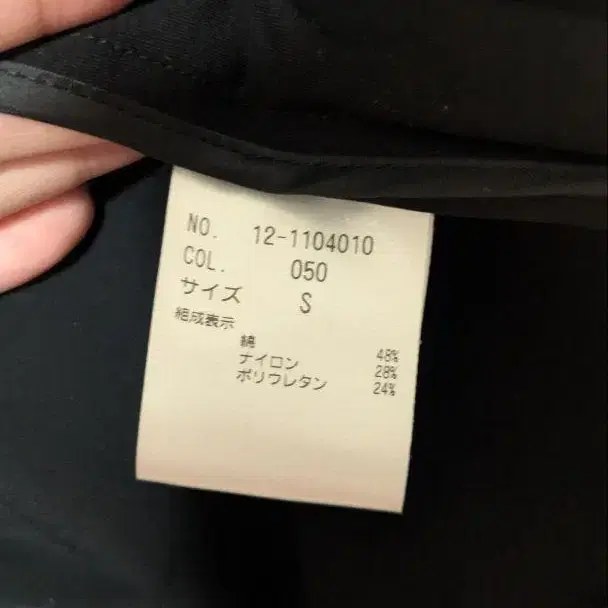 NO. 12-1104010
COL. 050
サイズ S
組成表示
綿 48%
ナイロン 28%
ポリウレタン 24%